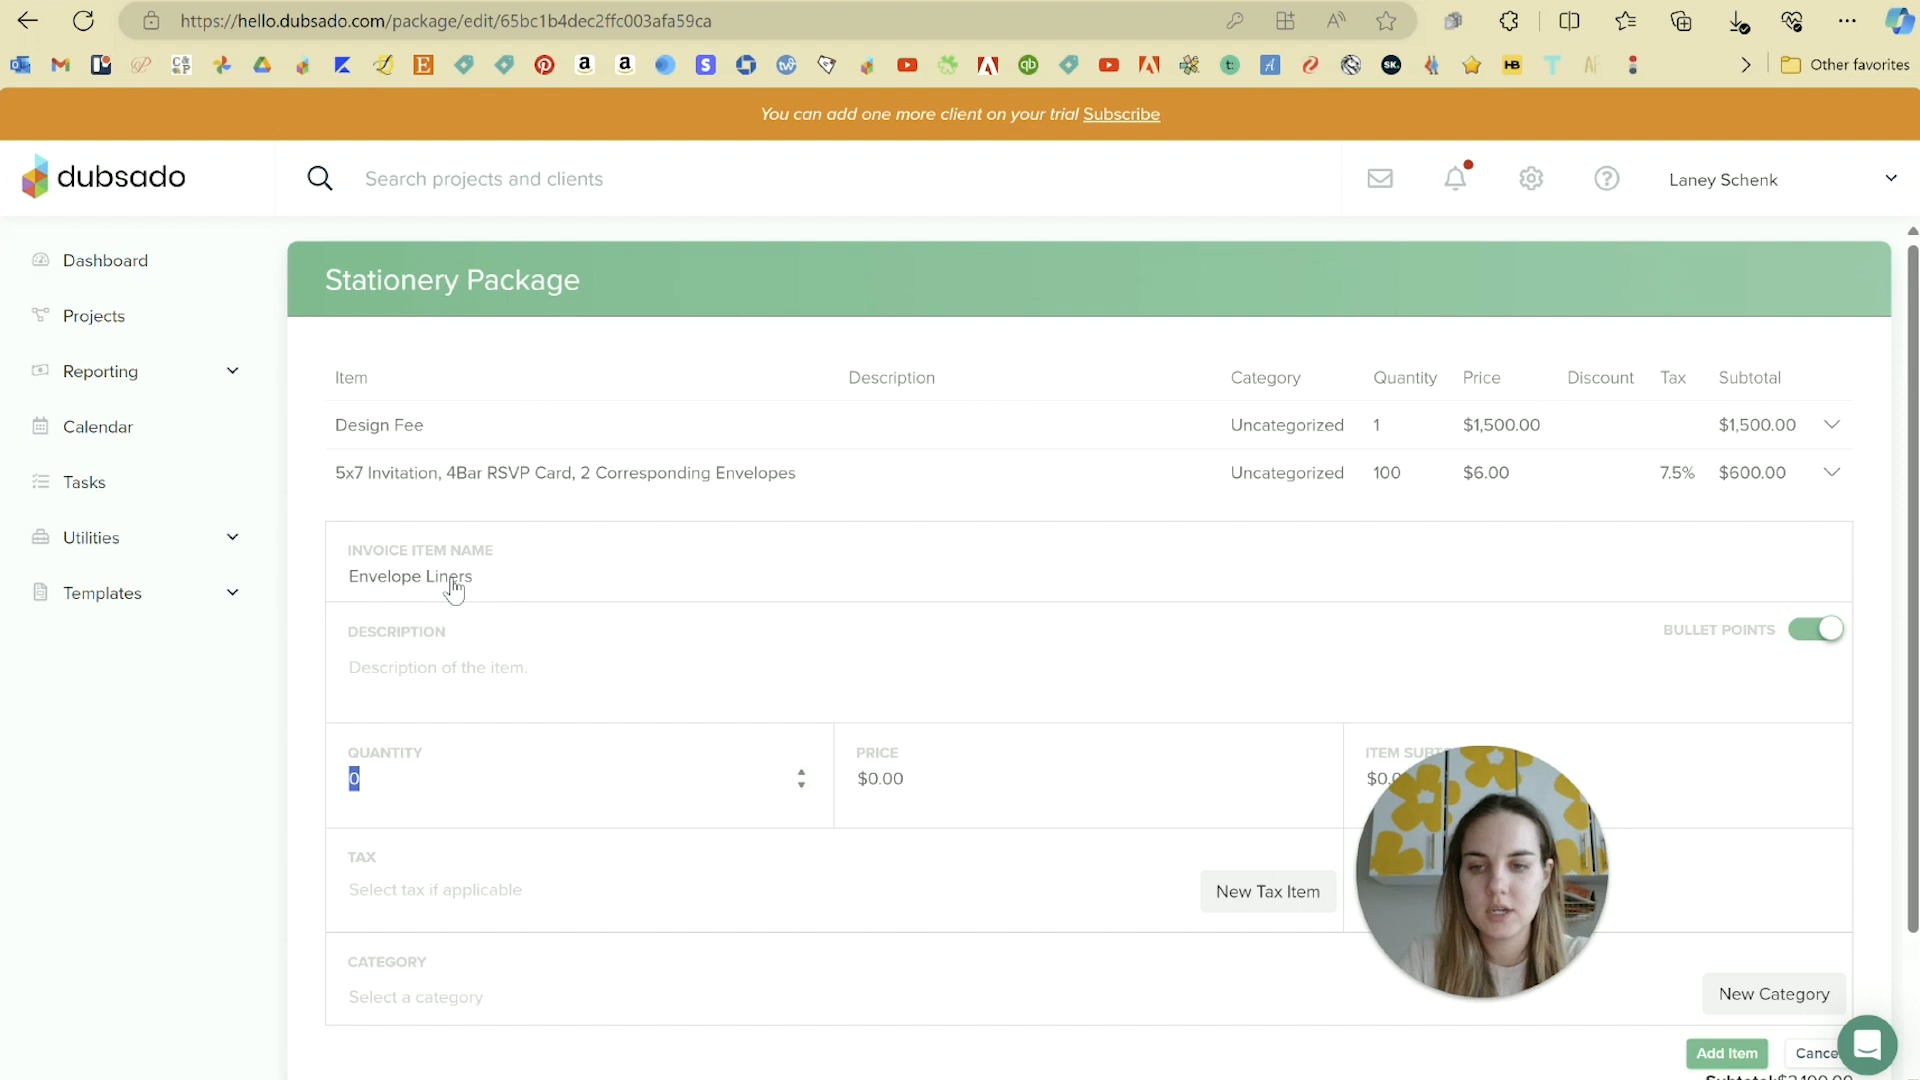 https://hello.dubsado.com/package/edit/65bc1b4dec2ffc003afa59ca
Other favorites
You can add one more client on your trial Subscribe
dubsado
Search projects and clients
Laney Schenk
Dashboard
Projects
Reporting
Calendar
Tasks
Utilities
Templates
Stationery Package
Item Description Category Quantity Price Discount Tax Subtotal
Design Fee Uncategorized 1 $1,500.00 $1,500.00
5x7 Invitation, 4Bar RSVP Card, 2 Corresponding Envelopes Uncategorized 100 $6.00 7.5% $600.00
INVOICE ITEM NAME
Envelope Liners
DESCRIPTION
BULLET POINTS
Description of the item.
QUANTITY PRICE ITEM
0 $0.00
TAX
Select tax if applicable
New Tax Item
CATEGORY
Select a category
New Category
Add Item